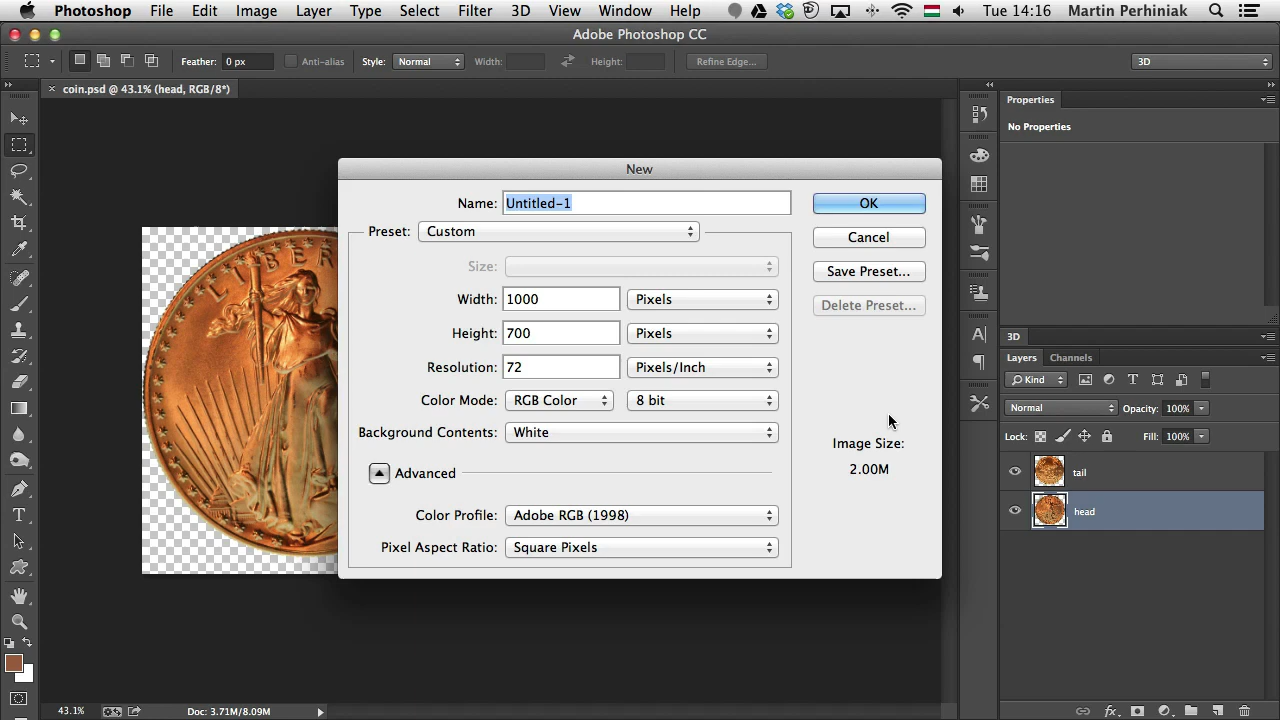 Photoshop File Edit Image Layer Type Select Filter 3D View Window Help Tue 14:16 Martin Perhiniak
Adobe Photoshop CC
Feather: 0 px Anti-alias Style: Normal Width: Height: Refine Edge... 3D
× coin.psd @ 43.1% (head, RGB/8*)
Properties
No Properties
New
Name: Untitled-1 OK
Preset: Custom Cancel
Size: Save Preset...
Width: 1000 Pixels
Height: 700 Pixels Delete Preset...
Resolution: 72 Pixels/Inch
Color Mode: RGB Color 8 bit
Background Contents: White
Image Size:
2.00M
Advanced
Color Profile: Adobe RGB (1998)
Pixel Aspect Ratio: Square Pixels
LIBER
3D
Layers Channels
Kind
Normal Opacity: 100%
Lock: Fill: 100%
tail
head
43.1% Doc: 3.71M/8.09M